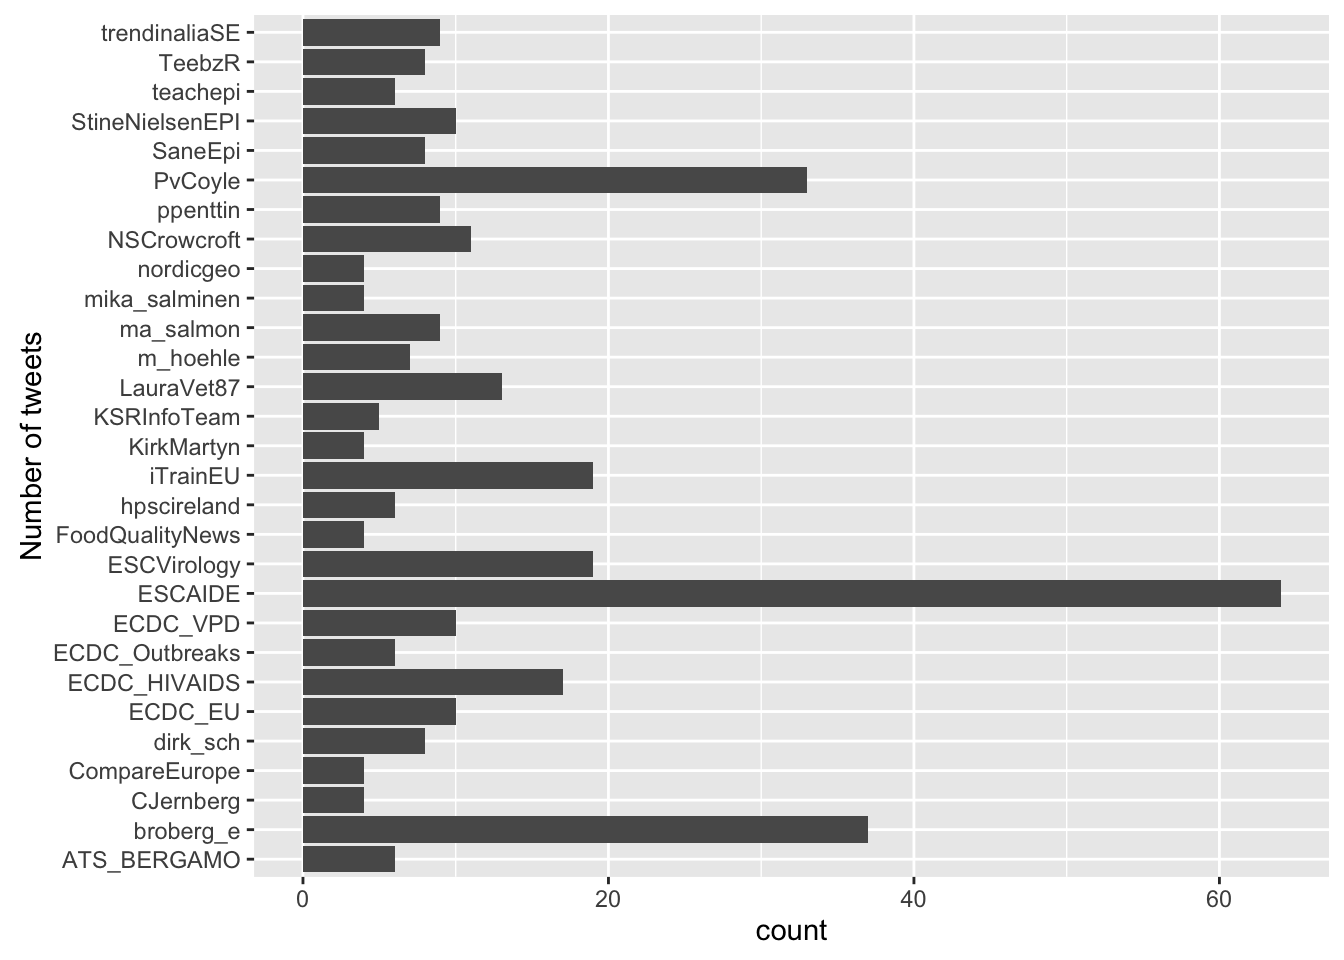 trendinaliaSE
TeebzR
teachepi
StineNielsenEPI
SaneEpi
PvCoyle
ppenttin
NSCrowcroft
nordicgeo
mika_salminen
ma_salmon
m_hoehle
LauraVet87
KSRInfoTeam
KirkMartyn
iTrainEU
hpscireland
FoodQualityNews
ESCVirology
ESCAIDE
ECDC_VPD
ECDC_Outbreaks
ECDC_HIVAIDS
ECDC_EU
dirk_sch
CompareEurope
CJernberg
broberg_e
ATS_BERGAMO
Number of tweets
0 20 40 60
count